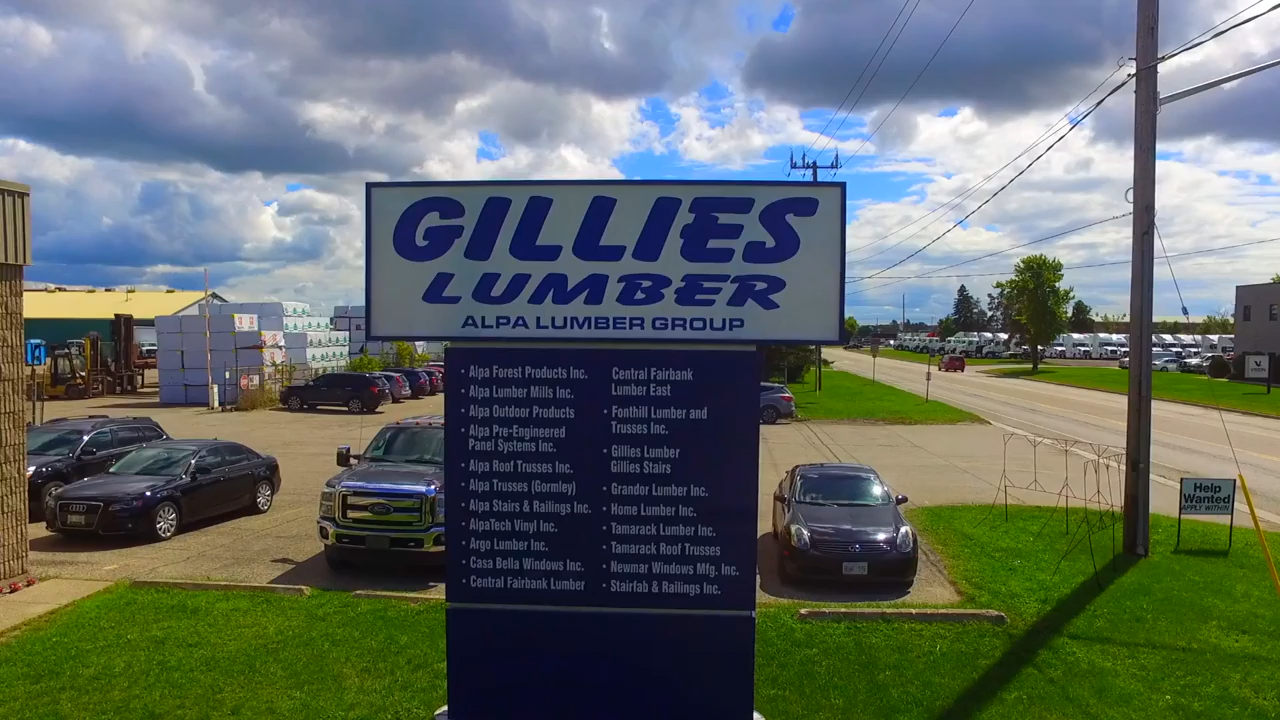 GILLIES
LUMBER
ALPA LUMBER GROUP
• Alpa Forest Products Inc.
• Alpa Lumber Mills Inc.
• Alpa Outdoor Products
• Alpa Pre-Engineered
Panel Systems Inc.
• Alpa Roof Trusses Inc.
• Alpa Trusses (Gormley)
• Alpa Stairs & Railings Inc.
• AlpaTech Vinyl Inc.
• Argo Lumber Inc.
• Casa Bella Windows Inc.
• Central Fairbank Lumber
Central Fairbank
Lumber East
• Fonthill Lumber and
Trusses Inc.
• Gillies Lumber
Gillies Stairs
• Grandor Lumber Inc.
• Home Lumber Inc.
• Tamarack Lumber Inc.
• Tamarack Roof Trusses
• Newmar Windows Mfg. Inc.
• Stairfab & Railings Inc.
Help
Wanted
APPLY WITHIN